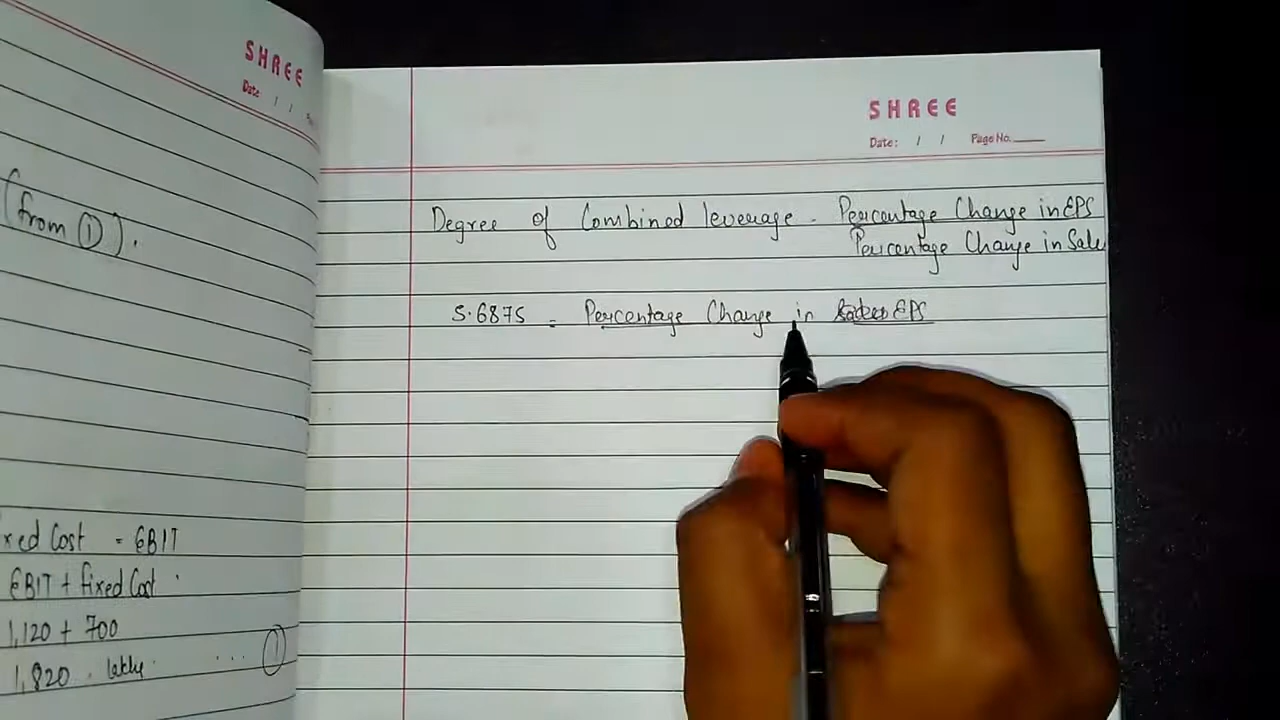 SHREE
Date / /
(from ①).
xed Cost = EBIT
EBIT + fixed Cost
1,120 + 700
1,820 . lakhs. ... ①
SHREE
Date: / / Page No.
Degree of Combined leverage = Percentage Change in EPS
Percentage Change in Sale
5.6875 = Percentage Change in EPS